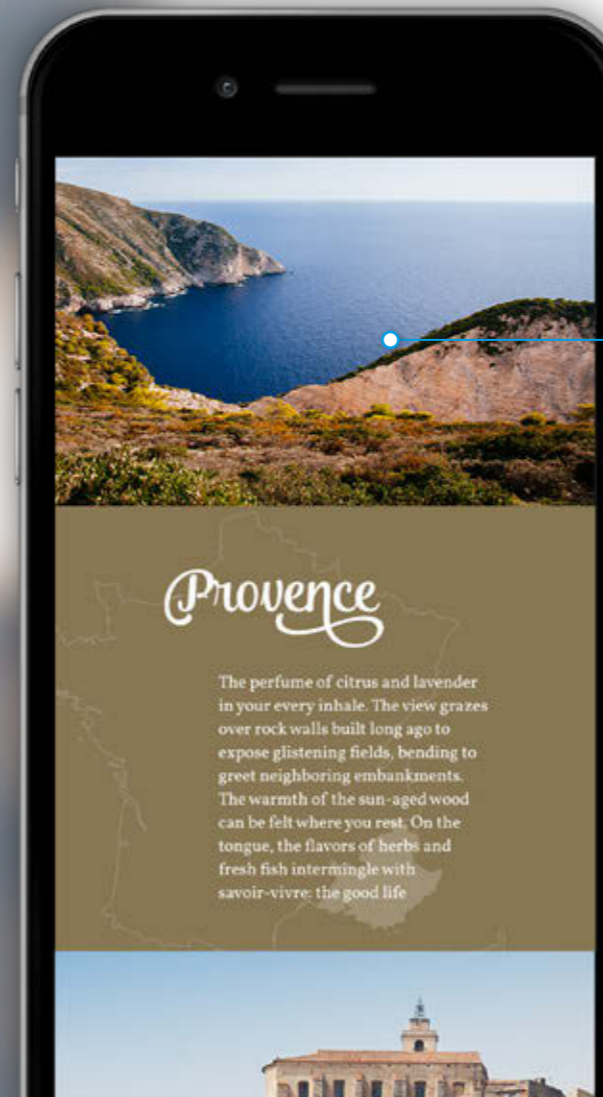 Provence
The perfume of citrus and lavender
in your every inhale. The view grazes
over rock walls built long ago to
expose glistening fields, bending to
greet neighboring embankments.
The warmth of the sun-aged wood
can be felt where you rest. On the
tongue, the flavors of herbs and
fresh fish intermingle with
savoir-vivre: the good life